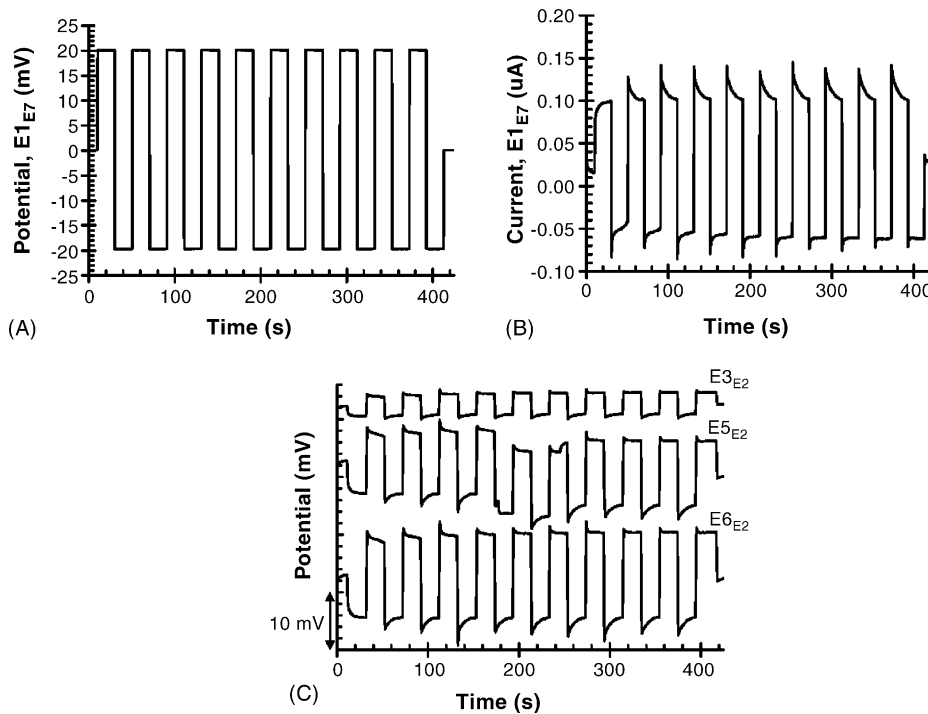 25
20
15
10
5
0
-5
-10
-15
-20
-25
Potential, E1E7 (mV)
0 100 200 300 400
Time (s)
(A)
0.20
0.15
0.10
0.05
0.00
-0.05
-0.10
Current, E1E7 (uA)
0 100 200 300 400
Time (s)
(B)
E3E2
E5E2
E6E2
Potential (mV)
10 mV
0 100 200 400
Time (s)
(C)